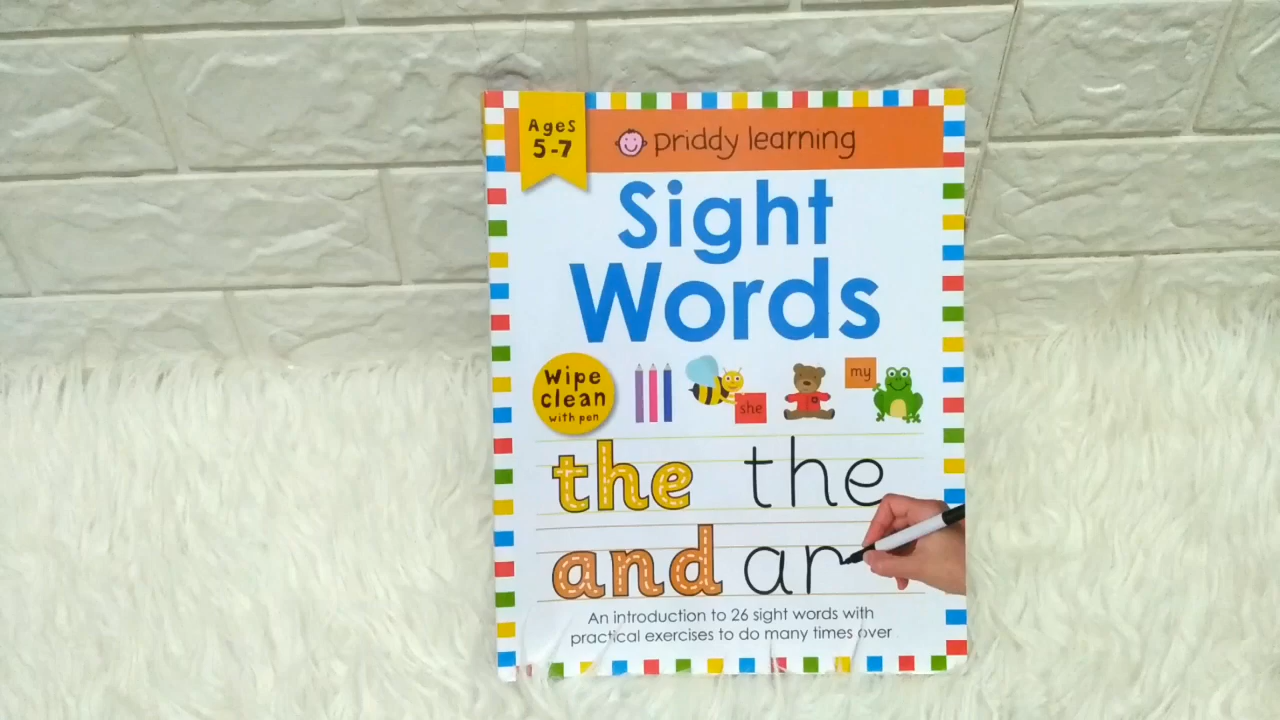 Ages
5-7
priddy learning
Sight
Words
Wipe
clean
with pen
she
my
the the
and an
An introduction to 26 sight words with
practical exercises to do many times over